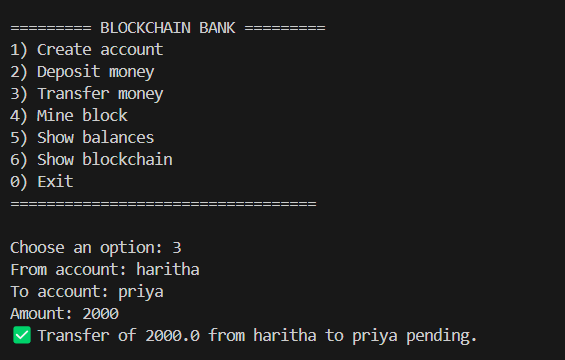 ========= BLOCKCHAIN BANK =========
1) Create account
2) Deposit money
3) Transfer money
4) Mine block
5) Show balances
6) Show blockchain
0) Exit
==================================
Choose an option: 3
From account: haritha
To account: priya
Amount: 2000
✅ Transfer of 2000.0 from haritha to priya pending.